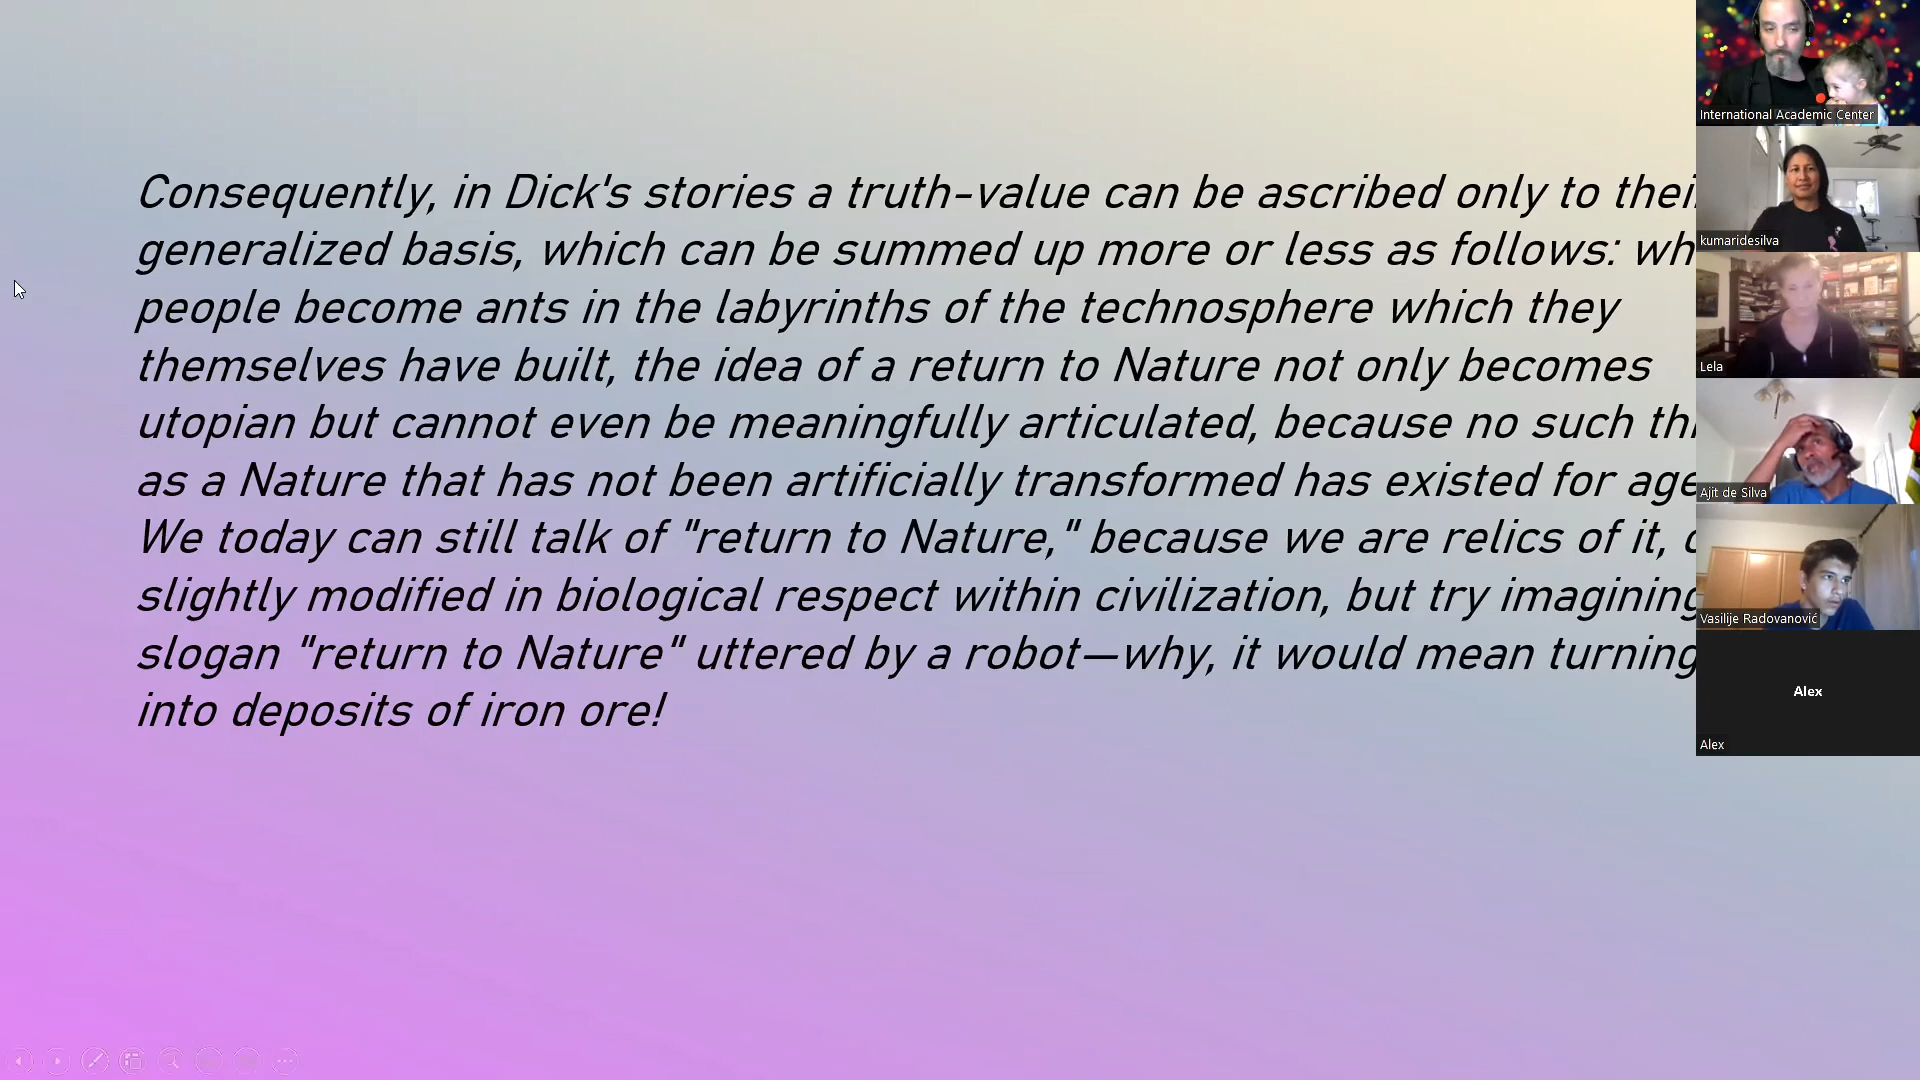 Consequently, in Dick's stories a truth-value can be ascribed only to
generalized basis, which can be summed up more or less as follows:
people become ants in the labyrinths of the technosphere which they
themselves have built, the idea of a return to Nature not only becomes
utopian but cannot even be meaningfully articulated, because no such
as a Nature that has not been artificially transformed has existed for
We today can still talk of "return to Nature," because we are relics of it,
slightly modified in biological respect within civilization, but try imagining
slogan "return to Nature" uttered by a robot—why, it would mean turning
into deposits of iron ore!
International Academic Center
kumaridesilva
Lela
Ajit de Silva
Vasilije Radovanović
Alex
Alex